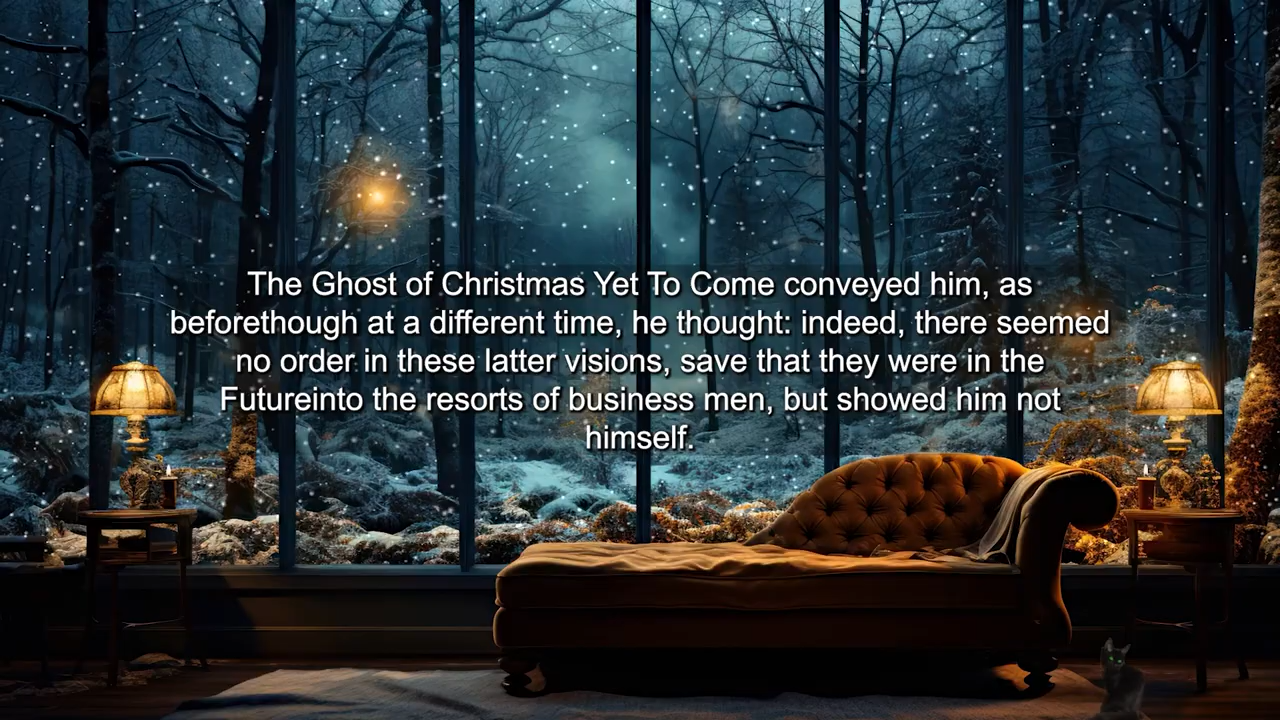 The Ghost of Christmas Yet To Come conveyed him, as
beforethough at a different time, he thought: indeed, there seemed
no order in these latter visions, save that they were in the
Futureinto the resorts of business men, but showed him not
himself.